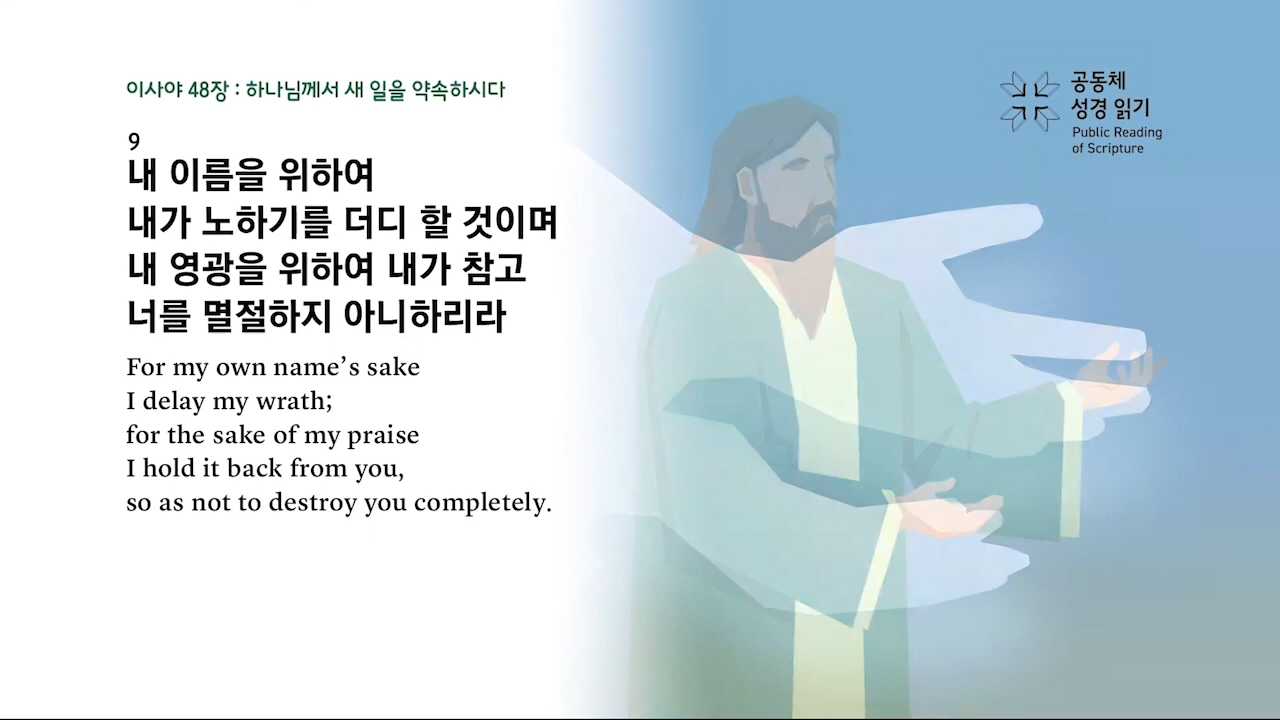 이사야 48장 : 하나님께서 새 일을 약속하시다
공동체
성경 읽기
Public Reading
of Scripture
9
내 이름을 위하여
내가 노하기를 더디 할 것이며
내 영광을 위하여 내가 참고
너를 멸절하지 아니하리라
For my own name’s sake
I delay my wrath;
for the sake of my praise
I hold it back from you,
so as not to destroy you completely.